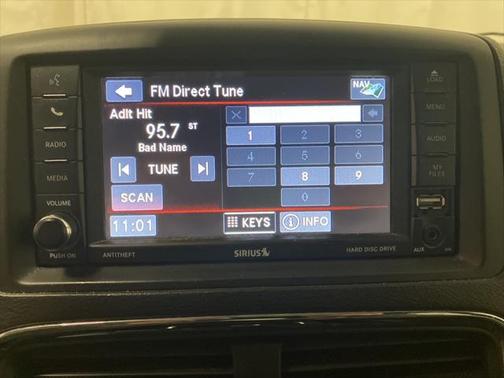 FM Direct Tune
NAV
LOAD
Adlt Hit
95.7 ST
Bad Name
TUNE
SCAN
11:01
1 2 3
4 5 6
7 8 9
0
KEYS
INFO
RADIO
MEDIA
VOLUME
PUSH ON
MENU
AUDIO
MY
FILES
AUX
ANTITHEFT
SIRIUS
HARD DISC DRIVE